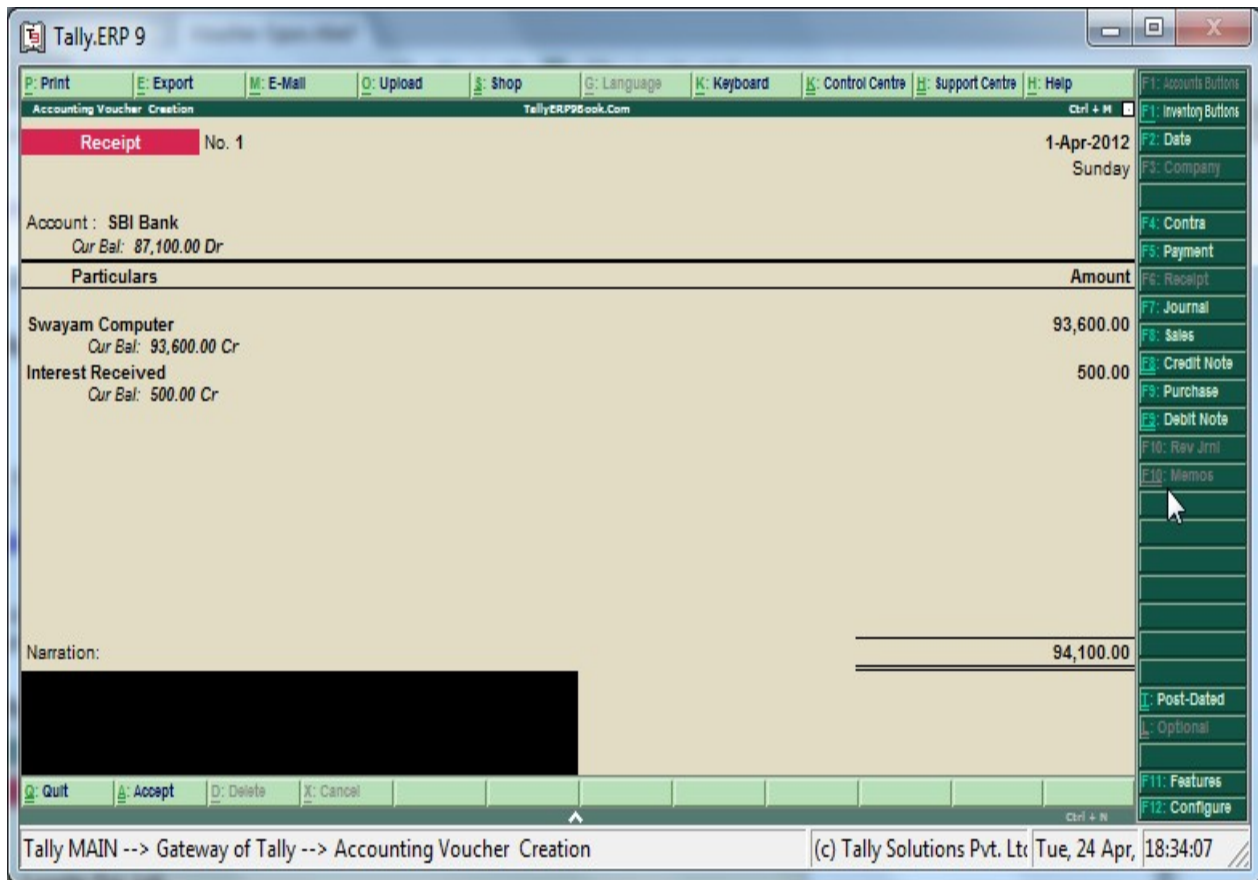 Tally.ERP 9
P: Print E: Export M: E-Mail O: Upload S: Shop G: Language K: Keyboard K: Control Centre H: Support Centre H: Help
F1: Accounts Buttons
Accounting Voucher Creation TallyERP9Book.Com Ctrl + M
F1: Inventory Buttons
Receipt No. 1 1-Apr-2012
F2: Date
Sunday
F3: Company
Account : SBI Bank
F4: Contra
Cur Bal: 87,100.00 Dr
F5: Payment
Particulars Amount
F6: Receipt
F7: Journal
Swayam Computer 93,600.00
F8: Sales
Cur Bal: 93,600.00 Cr
F8: Credit Note
Interest Received 500.00
Cur Bal: 500.00 Cr
F9: Purchase
F9: Debit Note
F10: Rev Jrnl
F10: Memos
Narration: 94,100.00
T: Post-Dated
L: Optional
F11: Features
Q: Quit A: Accept D: Delete X: Cancel
F12: Configure
Ctrl + N
Tally MAIN --> Gateway of Tally --> Accounting Voucher Creation (c) Tally Solutions Pvt. Ltd Tue, 24 Apr, 18:34:07